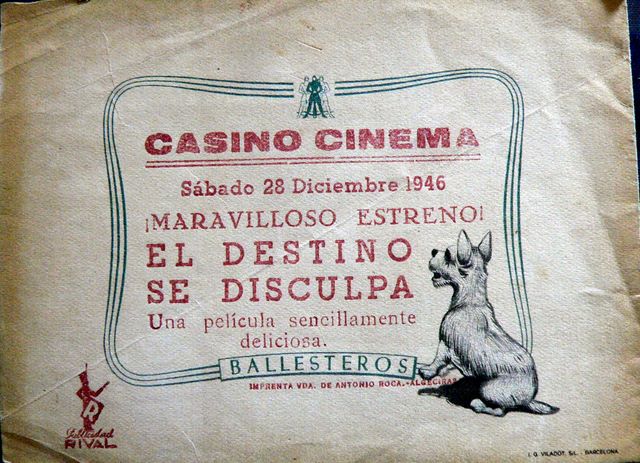 CASINO CINEMA
Sábado 28 Diciembre 1946
¡MARAVILLOSO ESTRENO¡
EL DESTINO
SE DISCULPA
Una película sencillamente
deliciosa.
BALLESTEROS
IMPRENTA VDA. DE ANTONIO ROCA.-ALGECIRAS
Publicidad
RIVAL
I. G. VILADOT, S/L. - BARCELONA